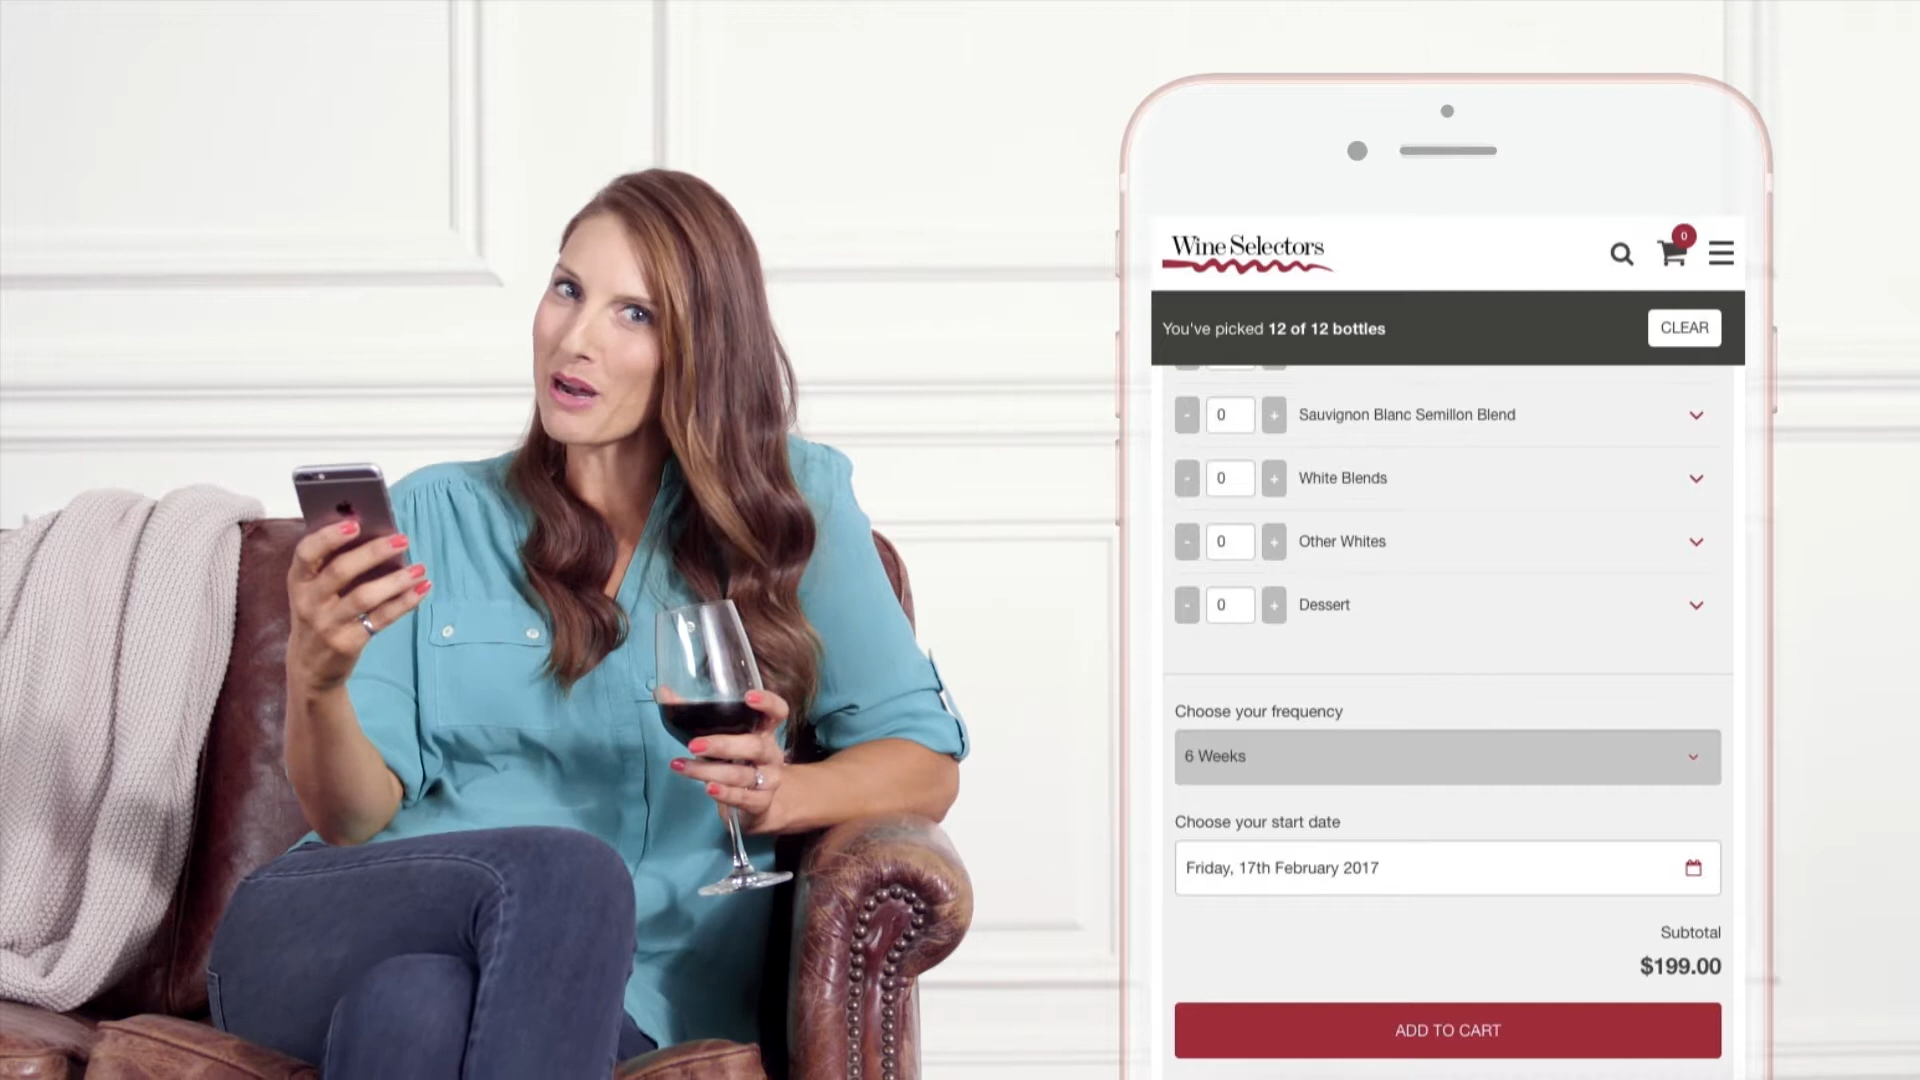 Wine Selectors
0
You've picked 12 of 12 bottles
CLEAR
- 0 + Sauvignon Blanc Semillon Blend
- 0 + White Blends
- 0 + Other Whites
- 0 + Dessert
Choose your frequency
6 Weeks
Choose your start date
Friday, 17th February 2017
Subtotal
$199.00
ADD TO CART